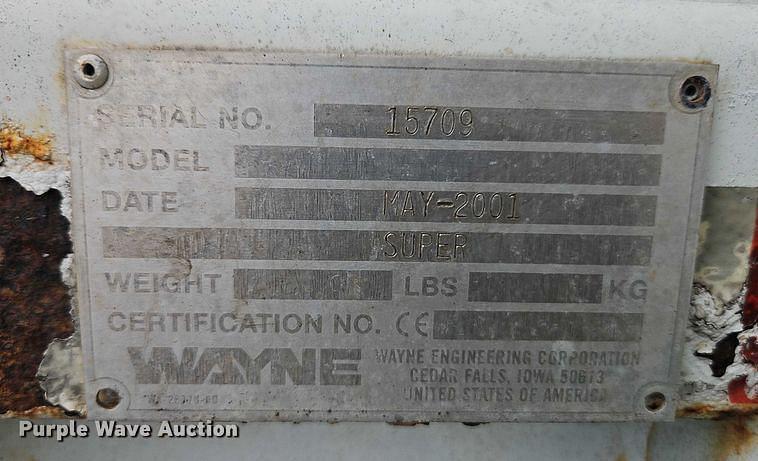 SERIAL NO. 15709
MODEL
DATE MAY-2001
SUPER
WEIGHT LBS KG
CERTIFICATION NO. CE
WAYNE
WAYNE ENGINEERING CORPORATION
CEDAR FALLS, IOWA 50613
UNITED STATES OF AMERICA
Purple Wave Auction